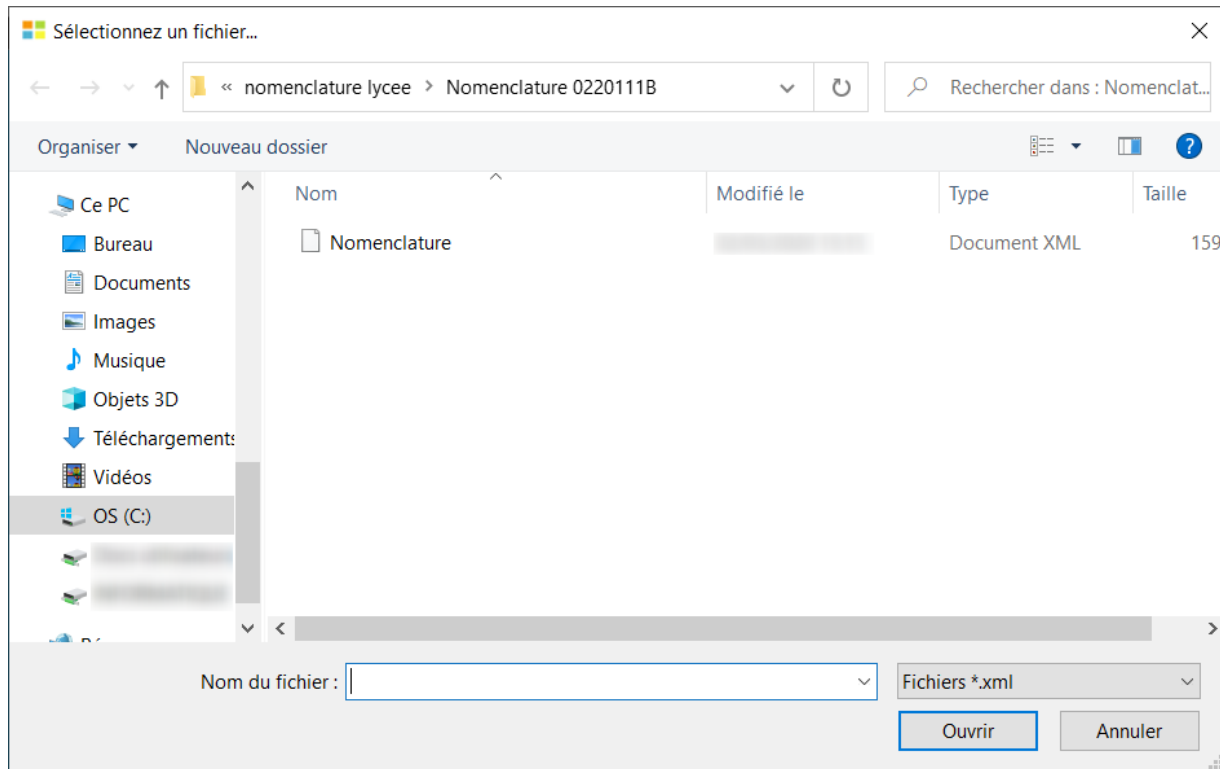 Sélectionnez un fichier...
« nomenclature lycee > Nomenclature 0220111B
Rechercher dans : Nomenclat...
Organiser
Nouveau dossier
?
Nom
Modifié le
Type
Taille
Ce PC
Bureau
Documents
Images
Musique
Objets 3D
Téléchargements
Vidéos
OS (C:)
Nomenclature
Document XML
159
Nom du fichier :
Fichiers *.xml
Ouvrir
Annuler